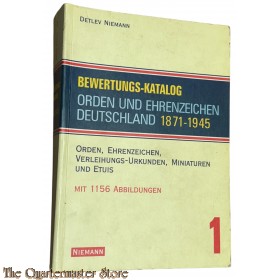 DETLEV NIEMANN
BEWERTUNGS-KATALOG
ORDEN UND EHRENZEICHEN
DEUTSCHLAND 1871-1945
ORDEN, EHRENZEICHEN,
VERLEIHUNGS-URKUNDEN, MINIATUREN
UND ETUIS
MIT 1156 ABBILDUNGEN
NIEMANN
1
The Quartermaster Store